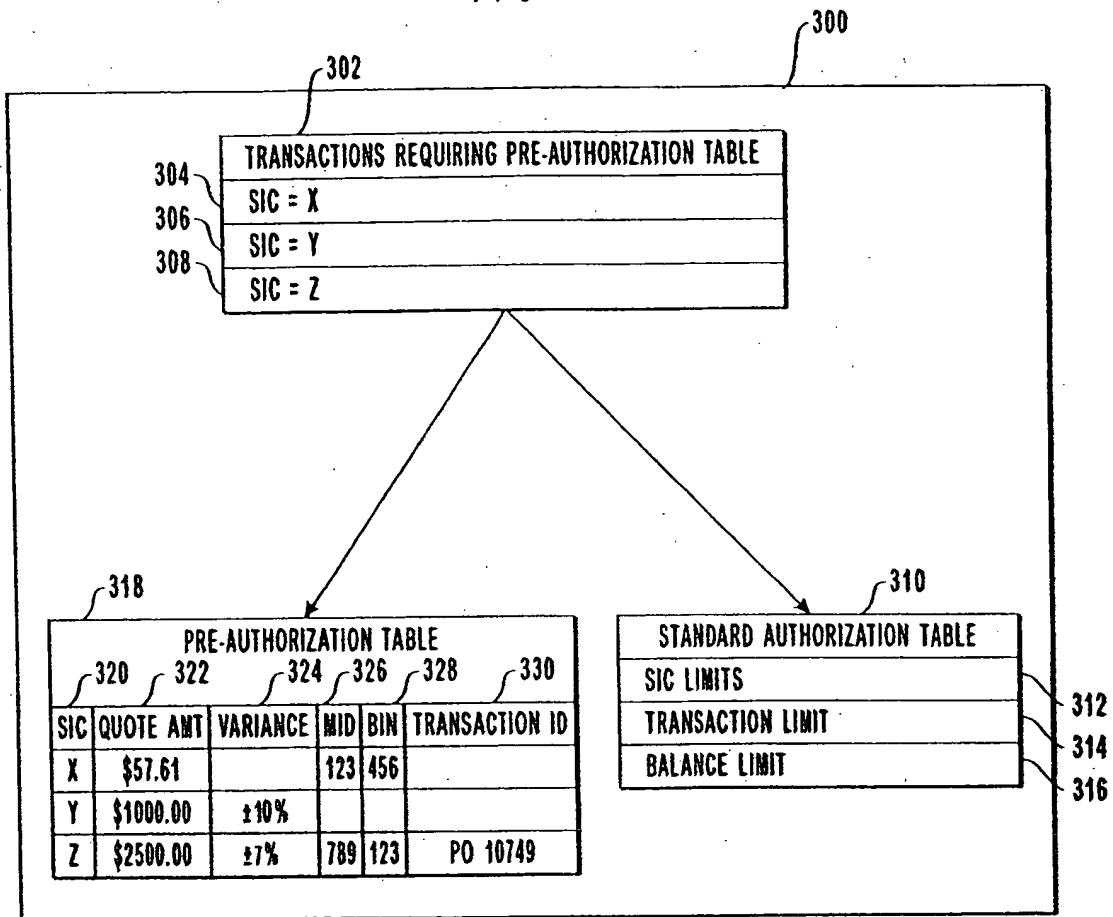 300
302
TRANSACTIONS REQUIRING PRE-AUTHORIZATION TABLE
304
SIC = X
306
SIC = Y
308
SIC = Z
318
PRE-AUTHORIZATION TABLE
320 322 324 326 328 330
SIC QUOTE AMT VARIANCE MID BIN TRANSACTION ID
X $57.61 123 456
Y $1000.00 ±10%
Z $2500.00 ±7% 789 123 PO 10749
310
STANDARD AUTHORIZATION TABLE
SIC LIMITS
312
TRANSACTION LIMIT
314
BALANCE LIMIT
316